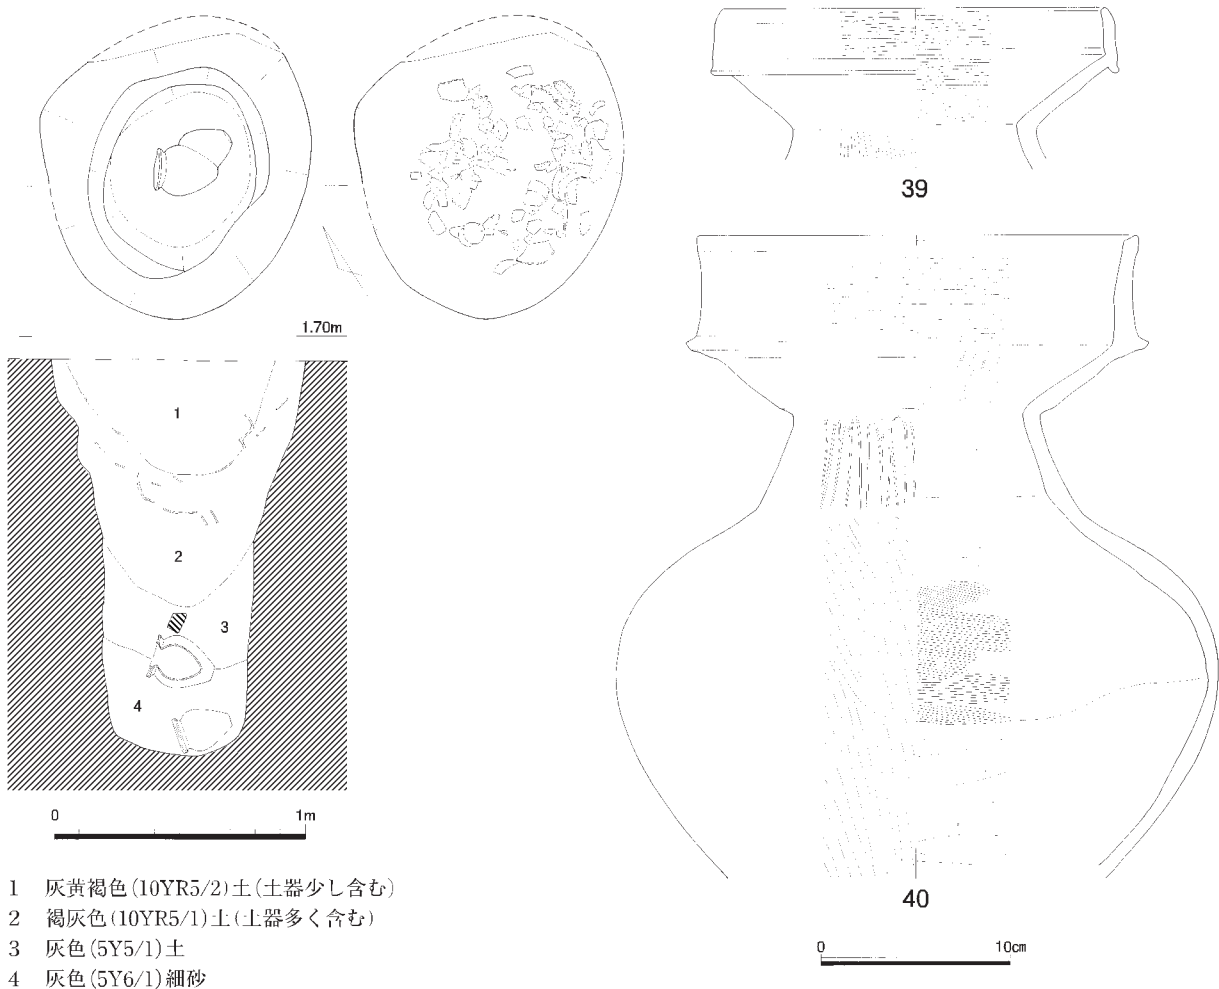 39
1.70m
1
2
3
4
40
0 1m
0 10cm
1 灰黄褐色(10YR5/2)土(土器少し含む)
2 褐灰色(10YR5/1)土(土器多く含む)
3 灰色(5Y5/1)土
4 灰色(5Y6/1)細砂